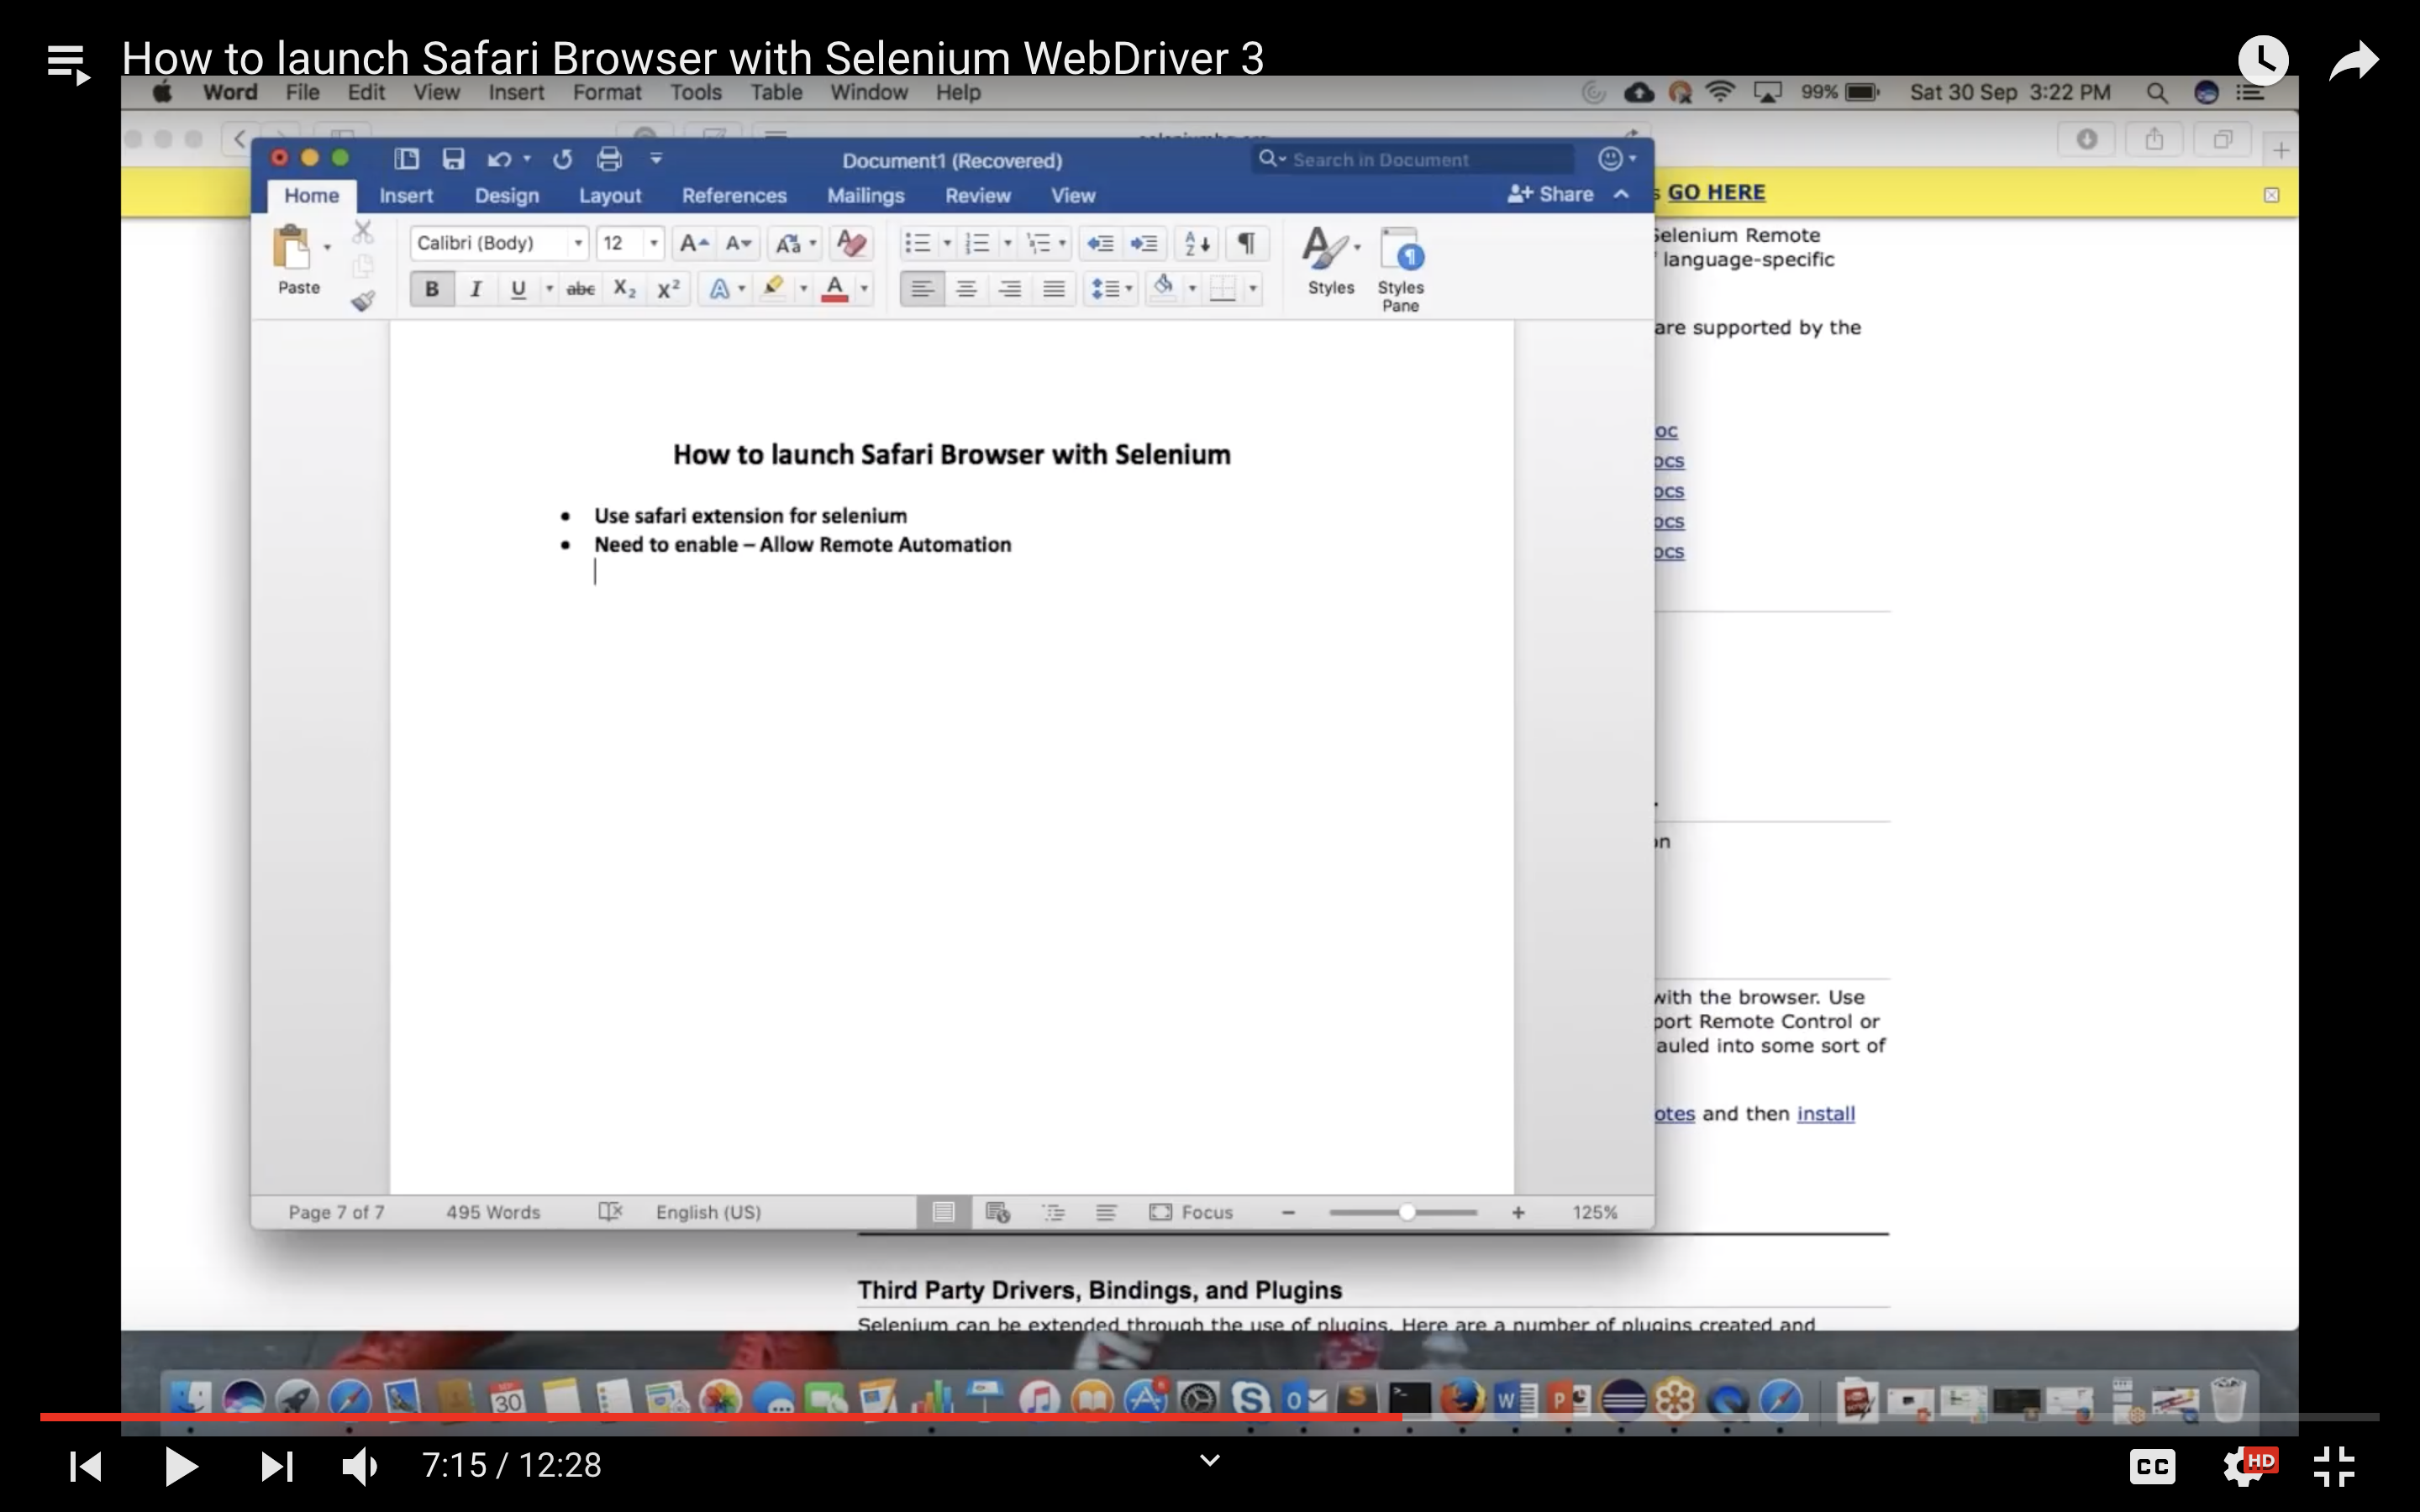 How to launch Safari Browser with Selenium WebDriver 3
Word File Edit View Insert Format Tools Table Window Help 99% Sat 30 Sep 3:22 PM
Document1 (Recovered) Search in Document
Home Insert Design Layout References Mailings Review View Share
GO HERE
Calibri (Body) 12
Paste
B I U abc X2 X2 A A
Styles Styles
Pane
Selenium Remote
language-specific
are supported by the
oc
ocs
ocs
ocs
ocs
How to launch Safari Browser with Selenium
• Use safari extension for selenium
• Need to enable – Allow Remote Automation
on
with the browser. Use
port Remote Control or
auled into some sort of
otes and then install
Page 7 of 7 495 Words English (US) Focus 125%
Third Party Drivers, Bindings, and Plugins
Selenium can be extended through the use of plugins. Here are a number of plugins created and
30
7:15 / 12:28
CC HD